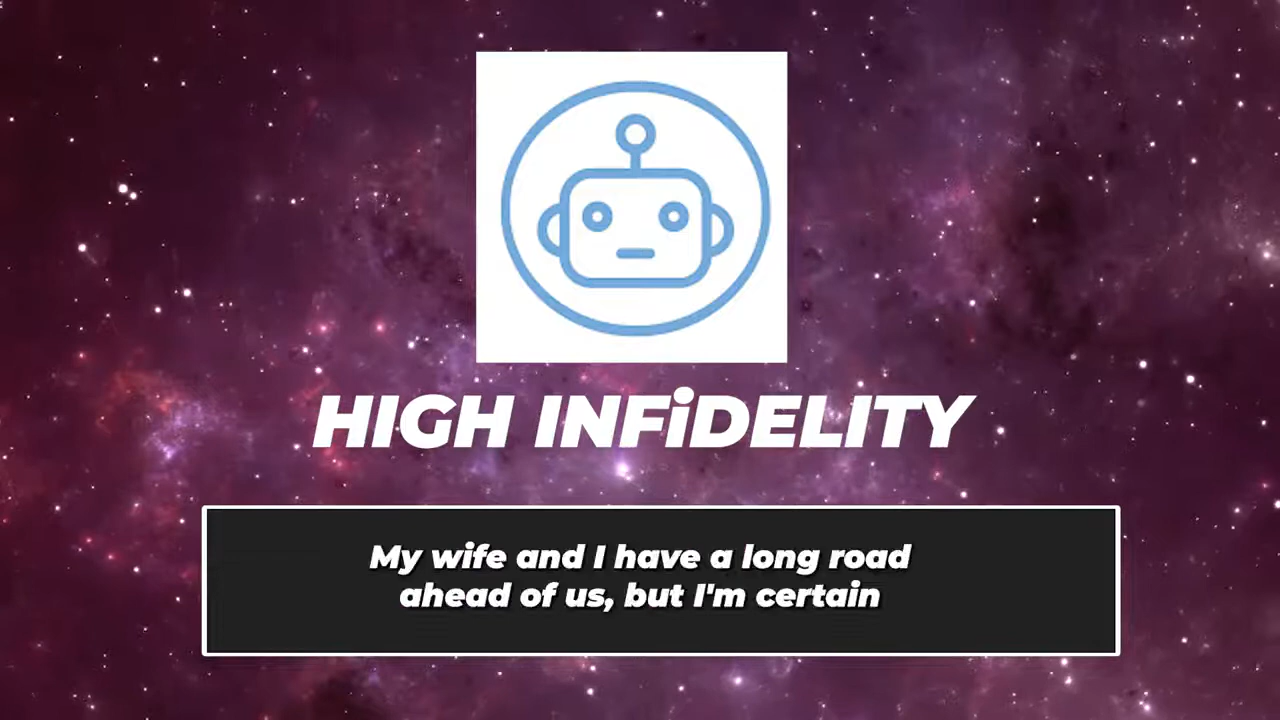 HIGH INFiDELITY
My wife and I have a long road
ahead of us, but I'm certain